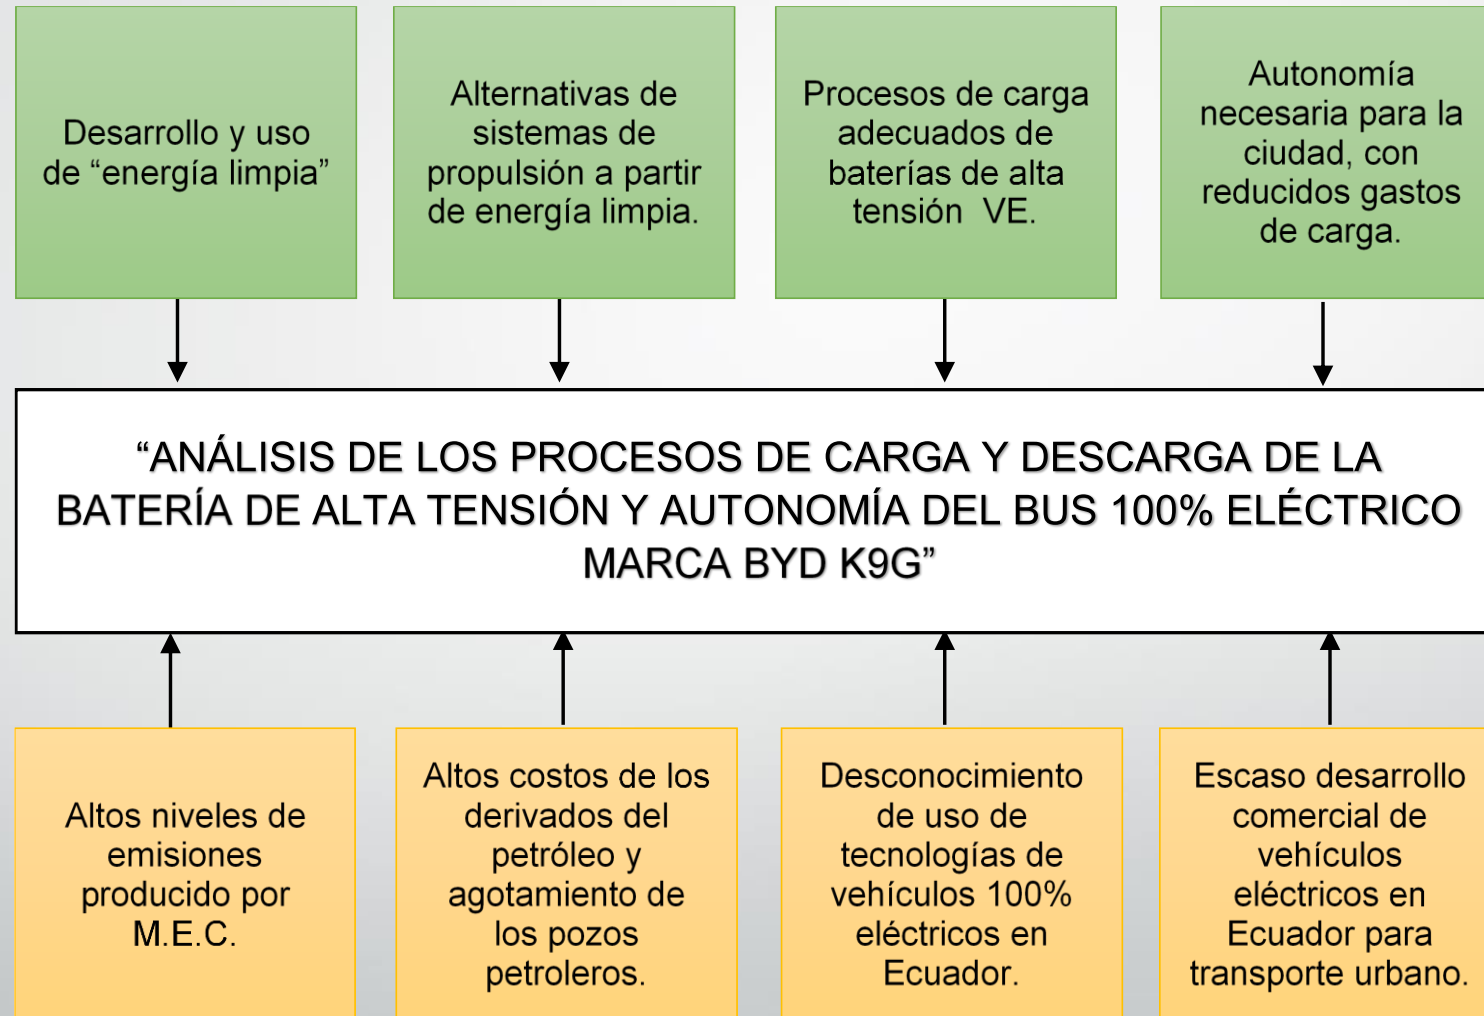 Desarrollo y uso
de “energía limpia”
Alternativas de
sistemas de
propulsión a partir
de energía limpia.
Procesos de carga
adecuados de
baterías de alta
tensión VE.
Autonomía
necesaria para la
ciudad, con
reducidos gastos
de carga.
“ANÁLISIS DE LOS PROCESOS DE CARGA Y DESCARGA DE LA
BATERÍA DE ALTA TENSIÓN Y AUTONOMÍA DEL BUS 100% ELÉCTRICO
MARCA BYD K9G”
Altos niveles de
emisiones
producido por
M.E.C.
Altos costos de los
derivados del
petróleo y
agotamiento de
los pozos
petroleros.
Desconocimiento
de uso de
tecnologías de
vehículos 100%
eléctricos en
Ecuador.
Escaso desarrollo
comercial de
vehículos
eléctricos en
Ecuador para
transporte urbano.